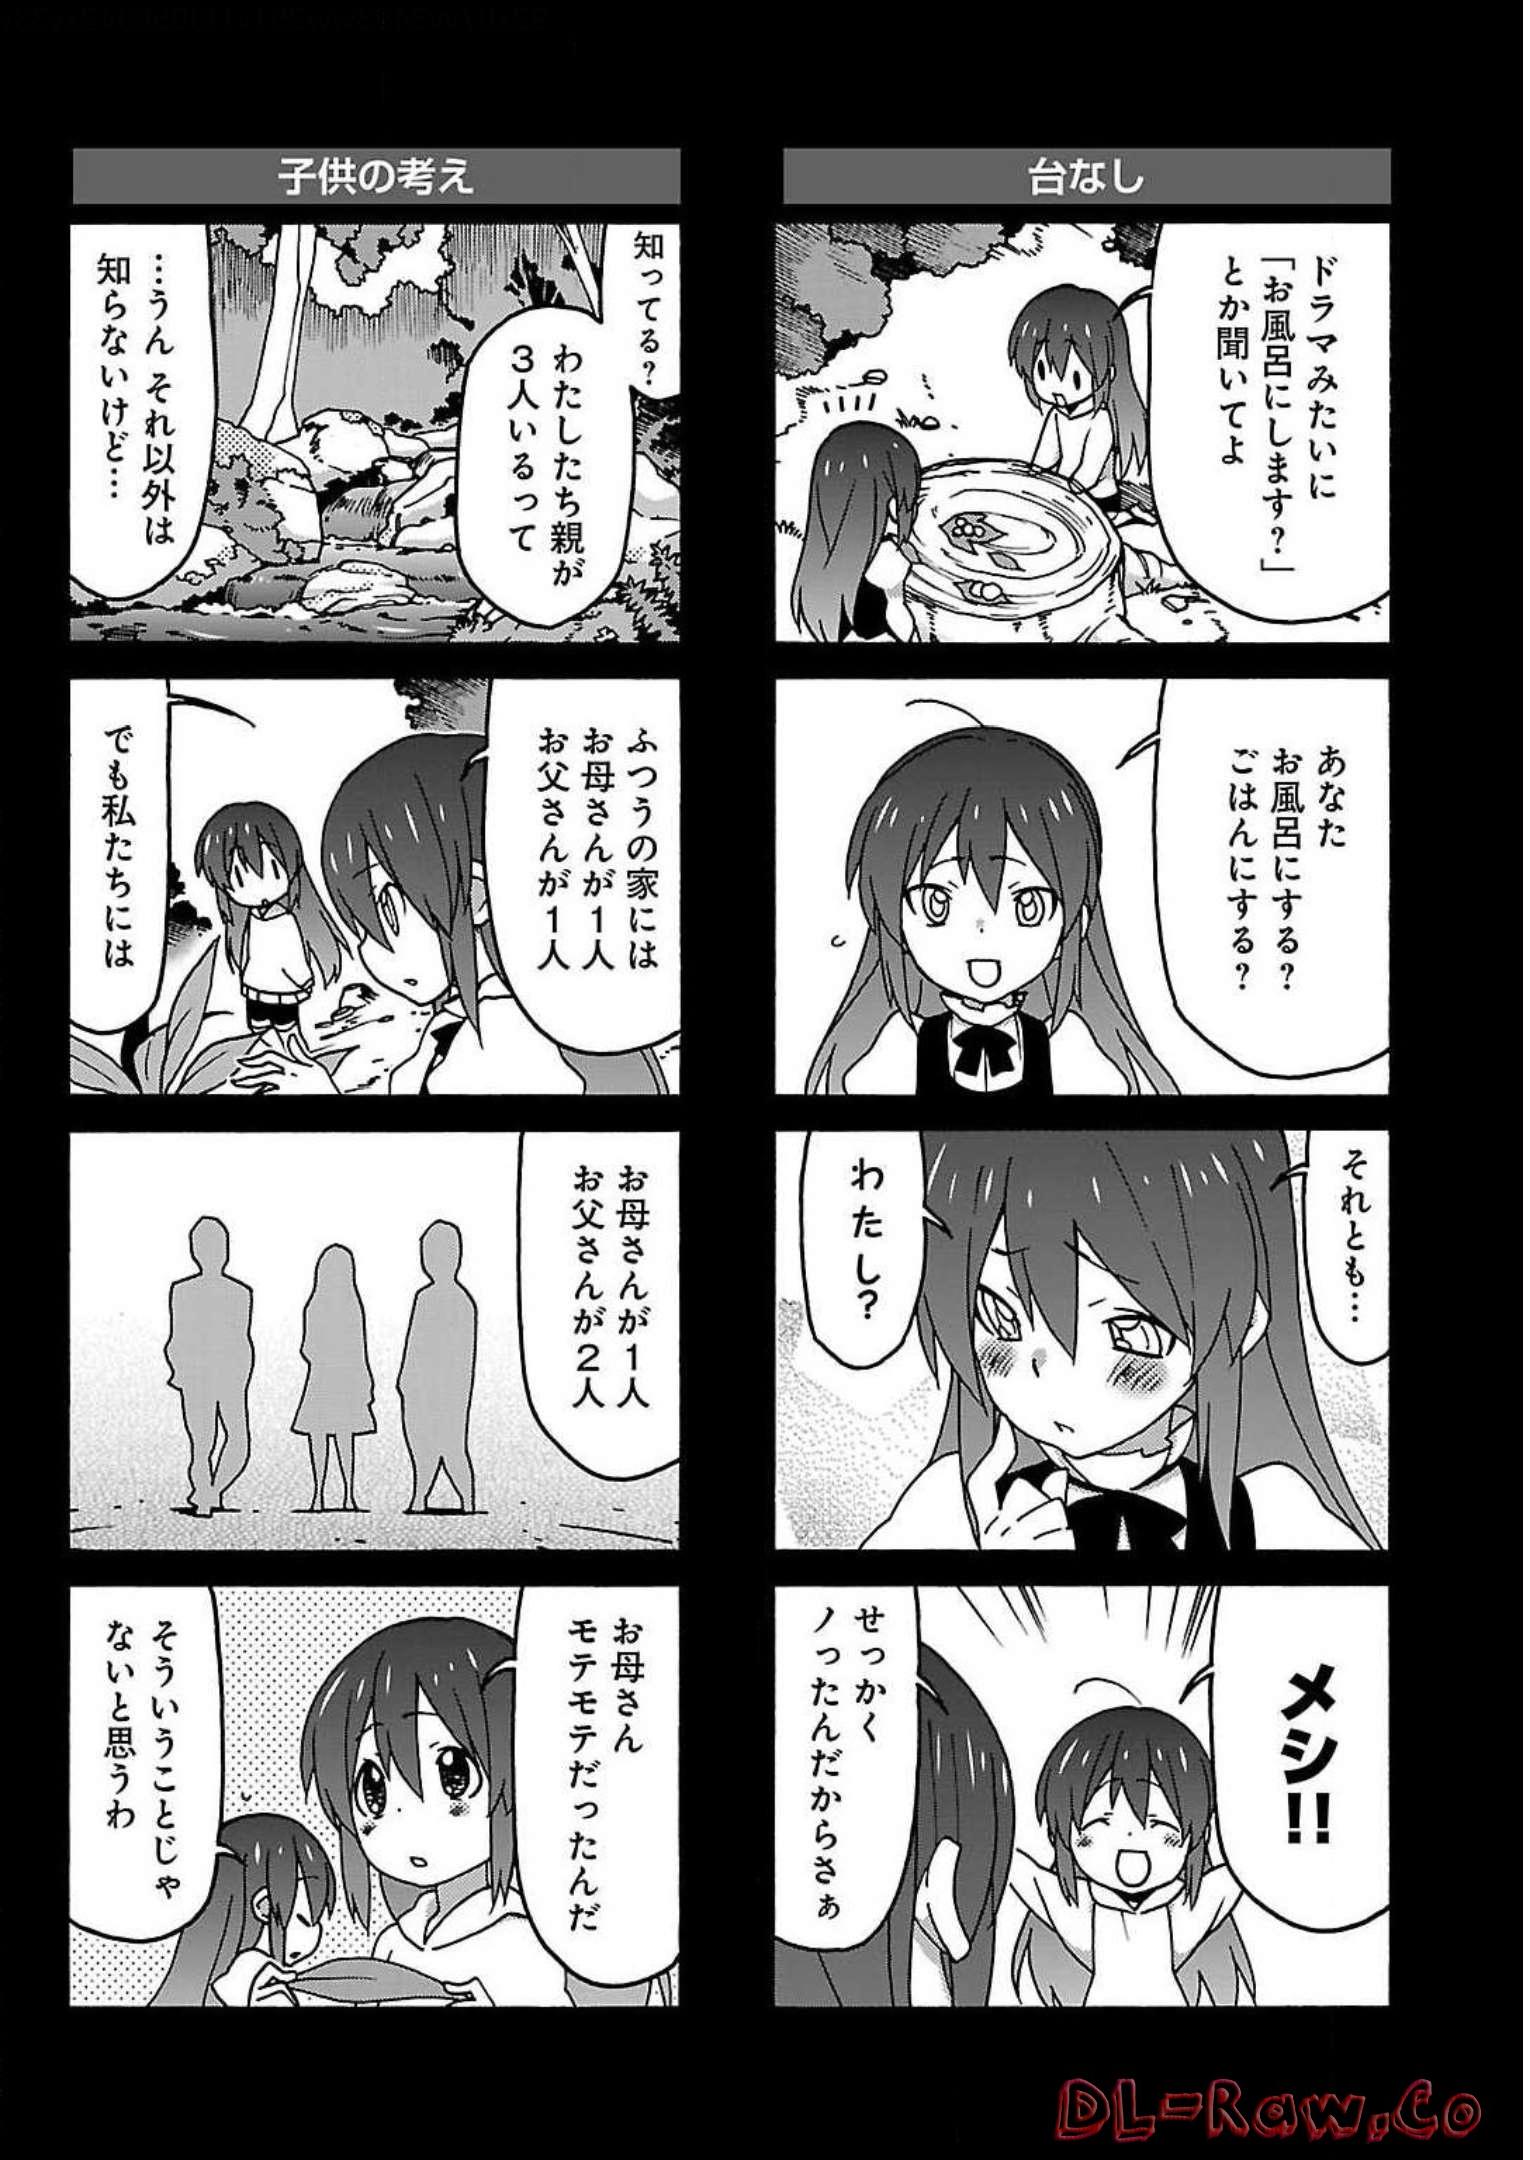 台なし
ドラマみたいに
「お風呂にします?」
とか聞いてよ
あなた
お風呂にする?
ごはんにする?
それとも…
わたし?
メシ!!
せっかく
ノったんだからさぁ
子供の考え
知ってる?
わたしたち親が
3人いるって
…うん それ以外は
知らないけど…
ふつうの家には
お母さんが1人
お父さんが1人
でも私たちには
お母さんが1人
お父さんが2人
お母さん
モテモテだったんだ
そういうことじゃ
ないと思うわ
DL-Raw.Co